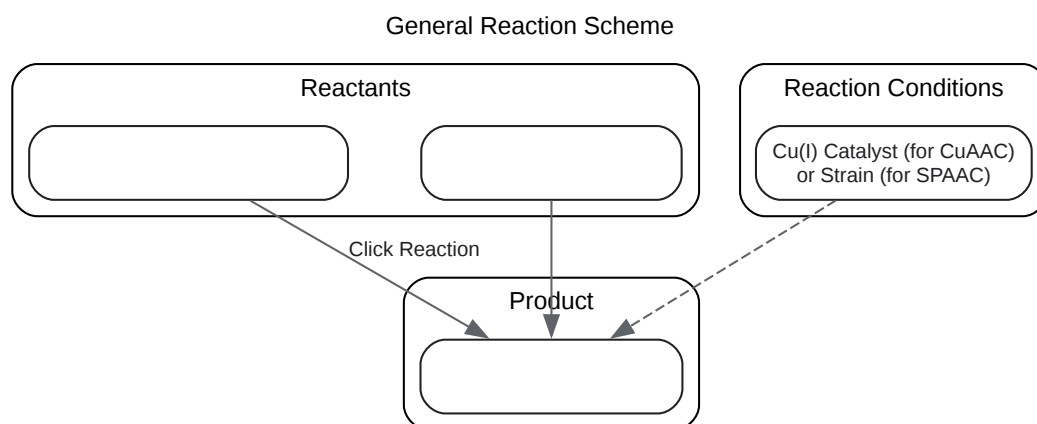 General Reaction Scheme
Reactants
Reaction Conditions
Cu(I) Catalyst (for CuAAC)
or Strain (for SPAAC)
Click Reaction
Product